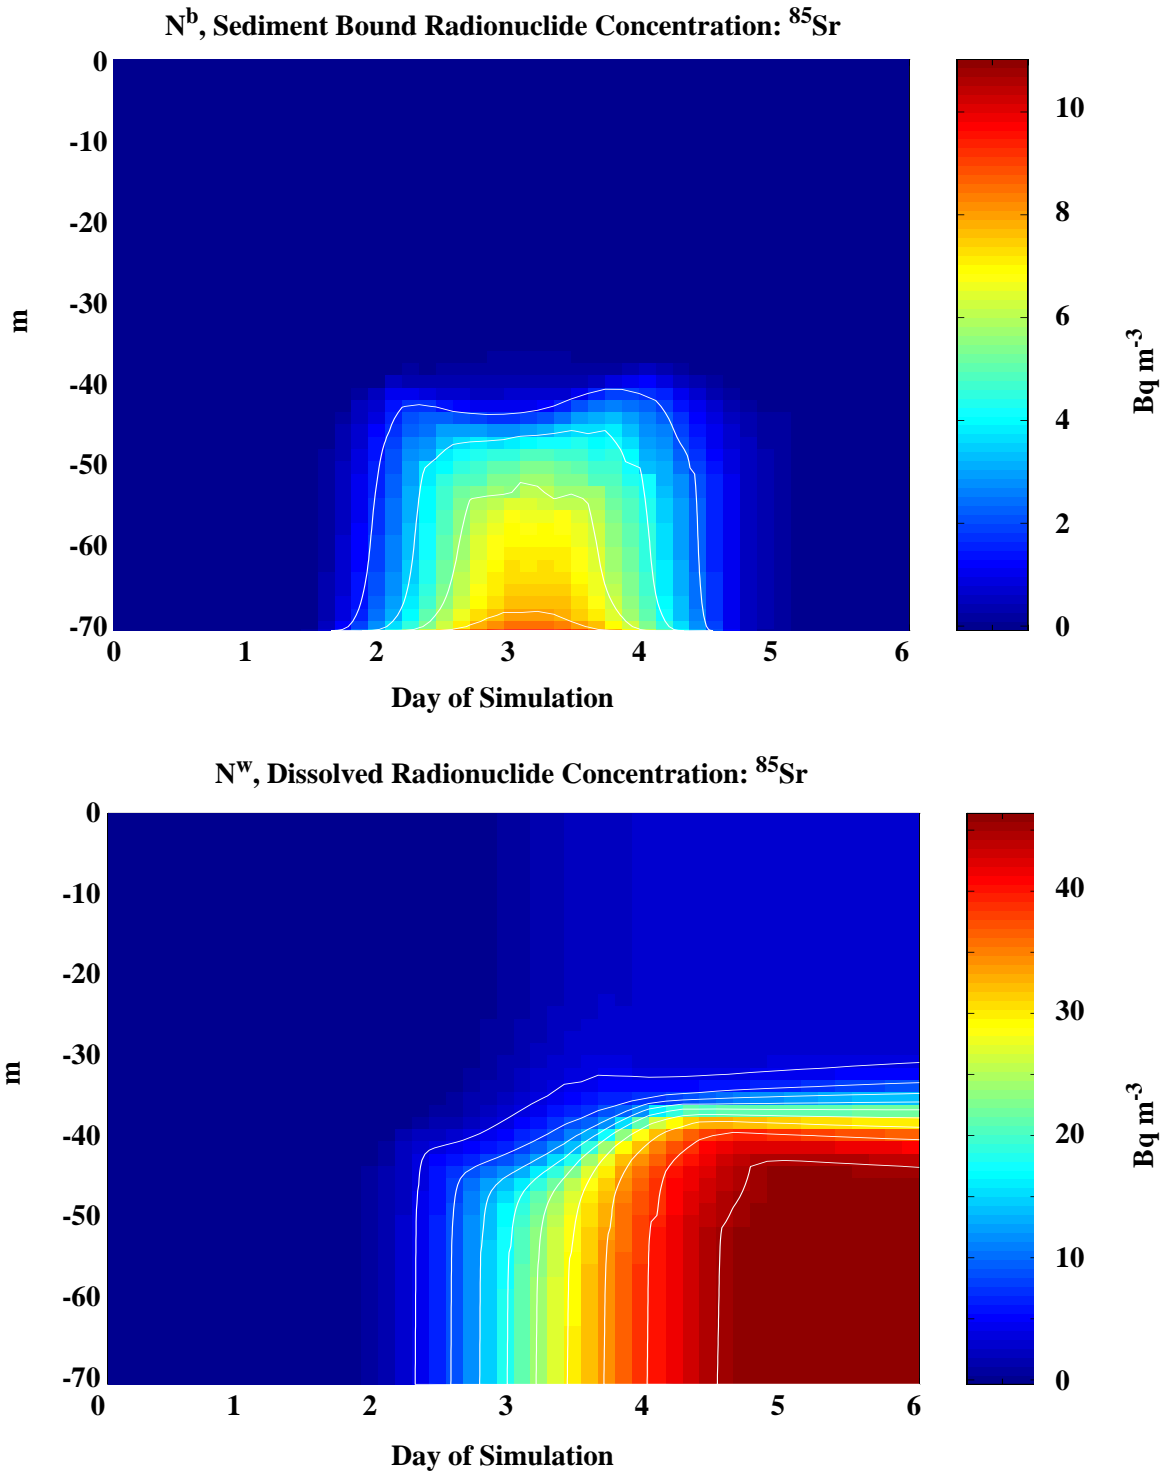 N^b, Sediment Bound Radionuclide Concentration: ^85Sr
0
-10
-20
-30
-40
-50
-60
-70
m
0 1 2 3 4 5 6
Day of Simulation
10
8
6
4
2
0
Bq m^-3
N^w, Dissolved Radionuclide Concentration: ^85Sr
0
-10
-20
-30
-40
-50
-60
-70
m
0 1 2 3 4 5 6
Day of Simulation
40
30
20
10
0
Bq m^-3